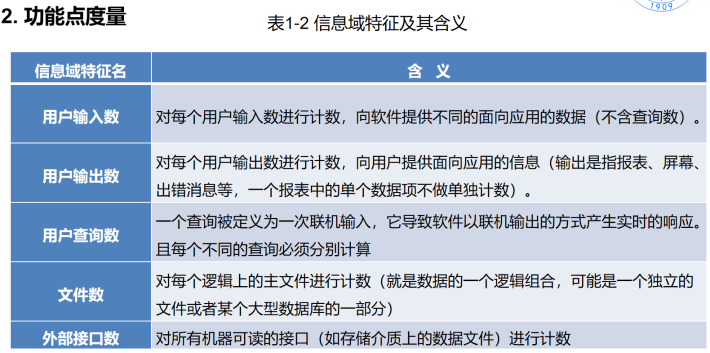 2. 功能点度量
表1-2 信息域特征及其含义
1909
信息域特征名
含 义
用户输入数
对每个用户输入数进行计数，向软件提供不同的面向应用的数据（不含查询数）。
用户输出数
对每个用户输出数进行计数，向用户提供面向应用的信息（输出是指报表、屏幕、
出错消息等，一个报表中的单个数据项不做单独计数）。
用户查询数
一个查询被定义为一次联机输入，它导致软件以联机输出的方式产生实时的响应。
且每个不同的查询必须分别计算
文件数
对每个逻辑上的主文件进行计数（就是数据的一个逻辑组合，可能是一个独立的
文件或者某个大型数据库的一部分）
外部接口数
对所有机器可读的接口（如存储介质上的数据文件）进行计数